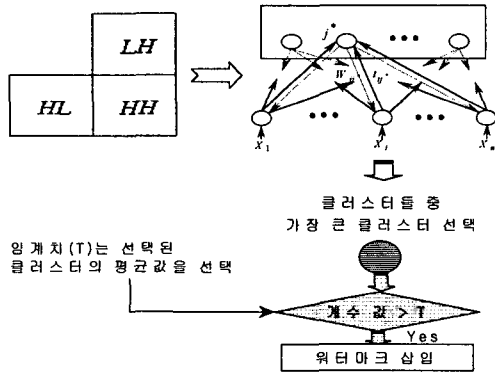 LH
HL
HH
j*
• • •
• • •
• • •
X₁
Xᵢ
Xₙ
클러스터들 중
가장 큰 클러스터 선택
임계치(T)는 선택된
클러스터의 평균값을 선택
계수 값 > T
Yes
워터마크 삽입